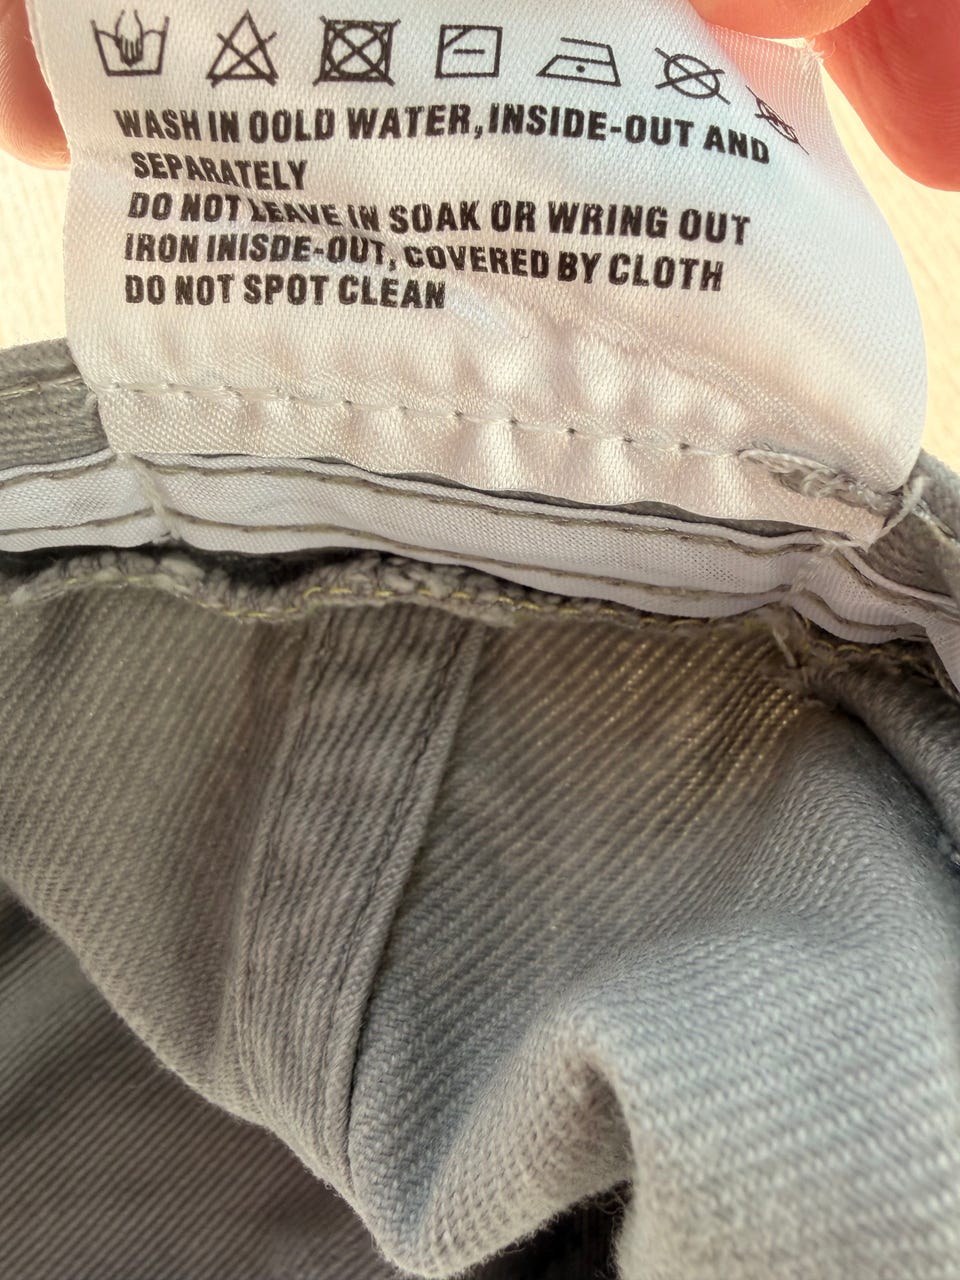 WASH IN OOLD WATER, INSIDE-OUT AND
SEPARATELY
DO NOT LEAVE IN SOAK OR WRING OUT
IRON INISDE-OUT, COVERED BY CLOTH
DO NOT SPOT CLEAN